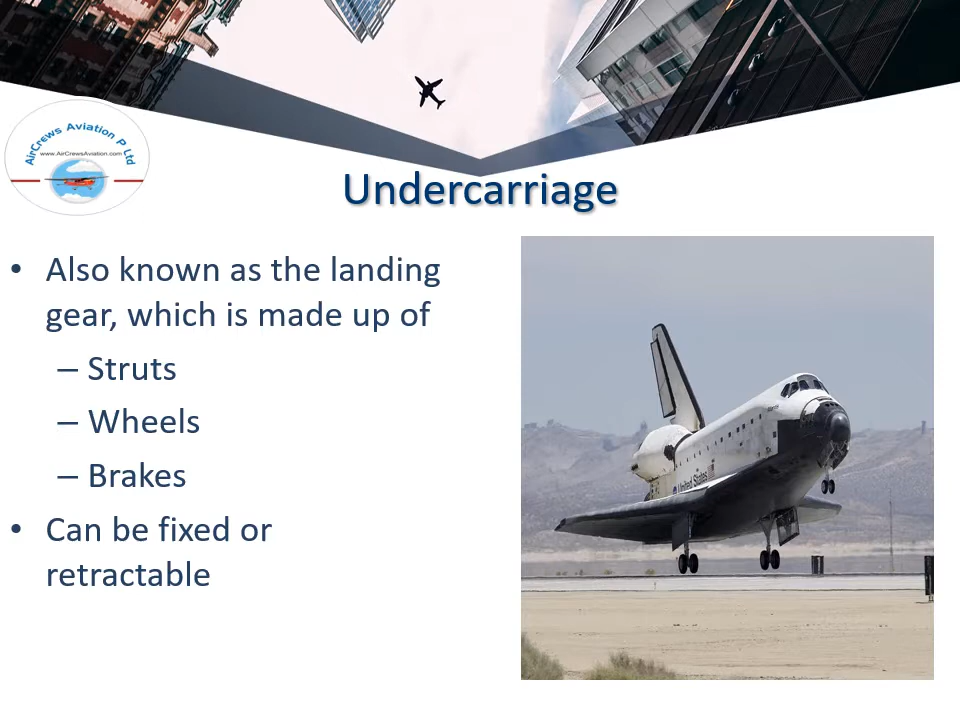 AirCrews Aviation P Ltd
www.AirCrewsAviation.com
Undercarriage
• Also known as the landing
gear, which is made up of
– Struts
– Wheels
– Brakes
• Can be fixed or
retractable
United States